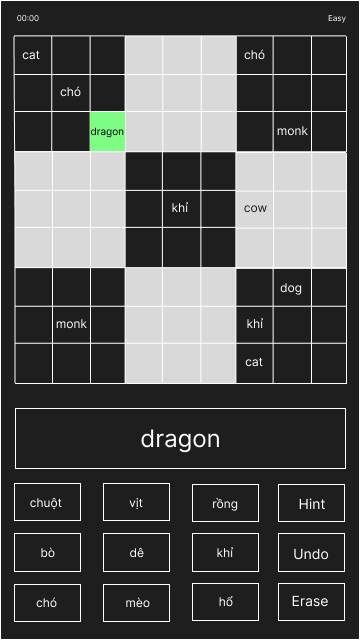 00:00 Easy
cat chó
chó
dragon monk
khỉ cow
dog
monk khỉ
cat
dragon
chuột vịt rồng Hint
bò dê khỉ Undo
chó mèo hổ Erase